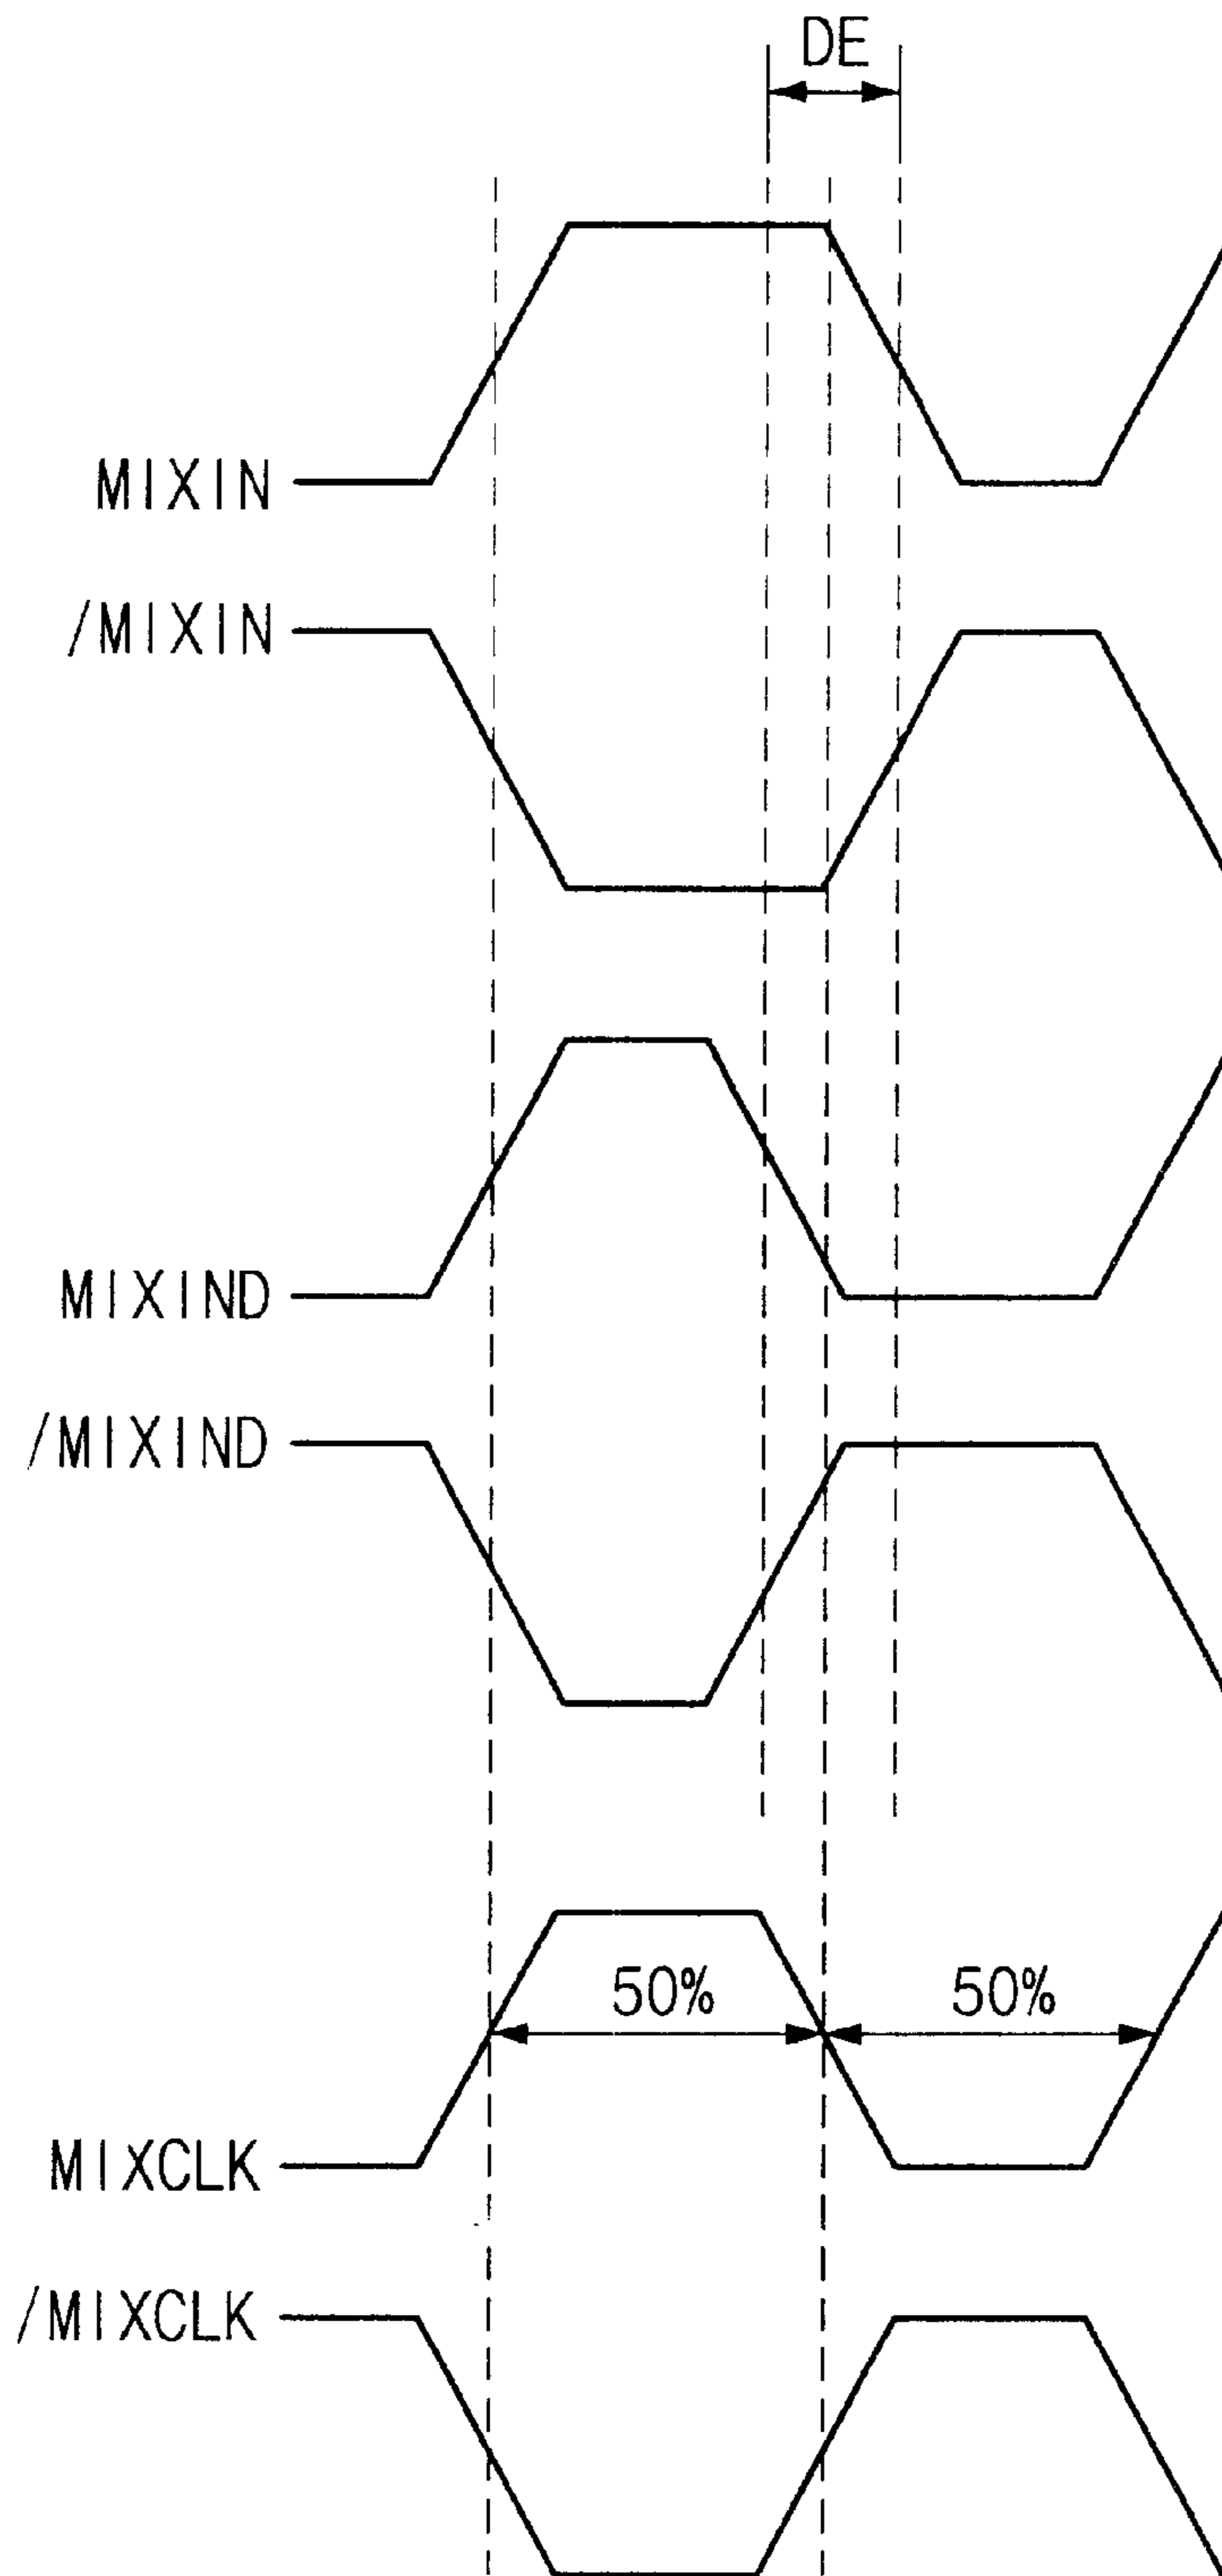 DE
MIXIN
/MIXIN
MIXIND
/MIXIND
50% 50%
MIXCLK
/MIXCLK